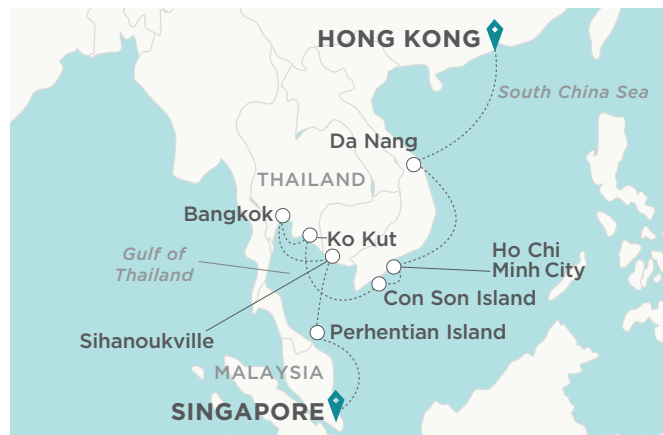 HONG KONG
South China Sea
Da Nang
THAILAND
Bangkok
Ko Kut
Gulf of
Thailand
Ho Chi
Minh City
Con Son Island
Sihanoukville
Perhentian Island
MALAYSIA
SINGAPORE